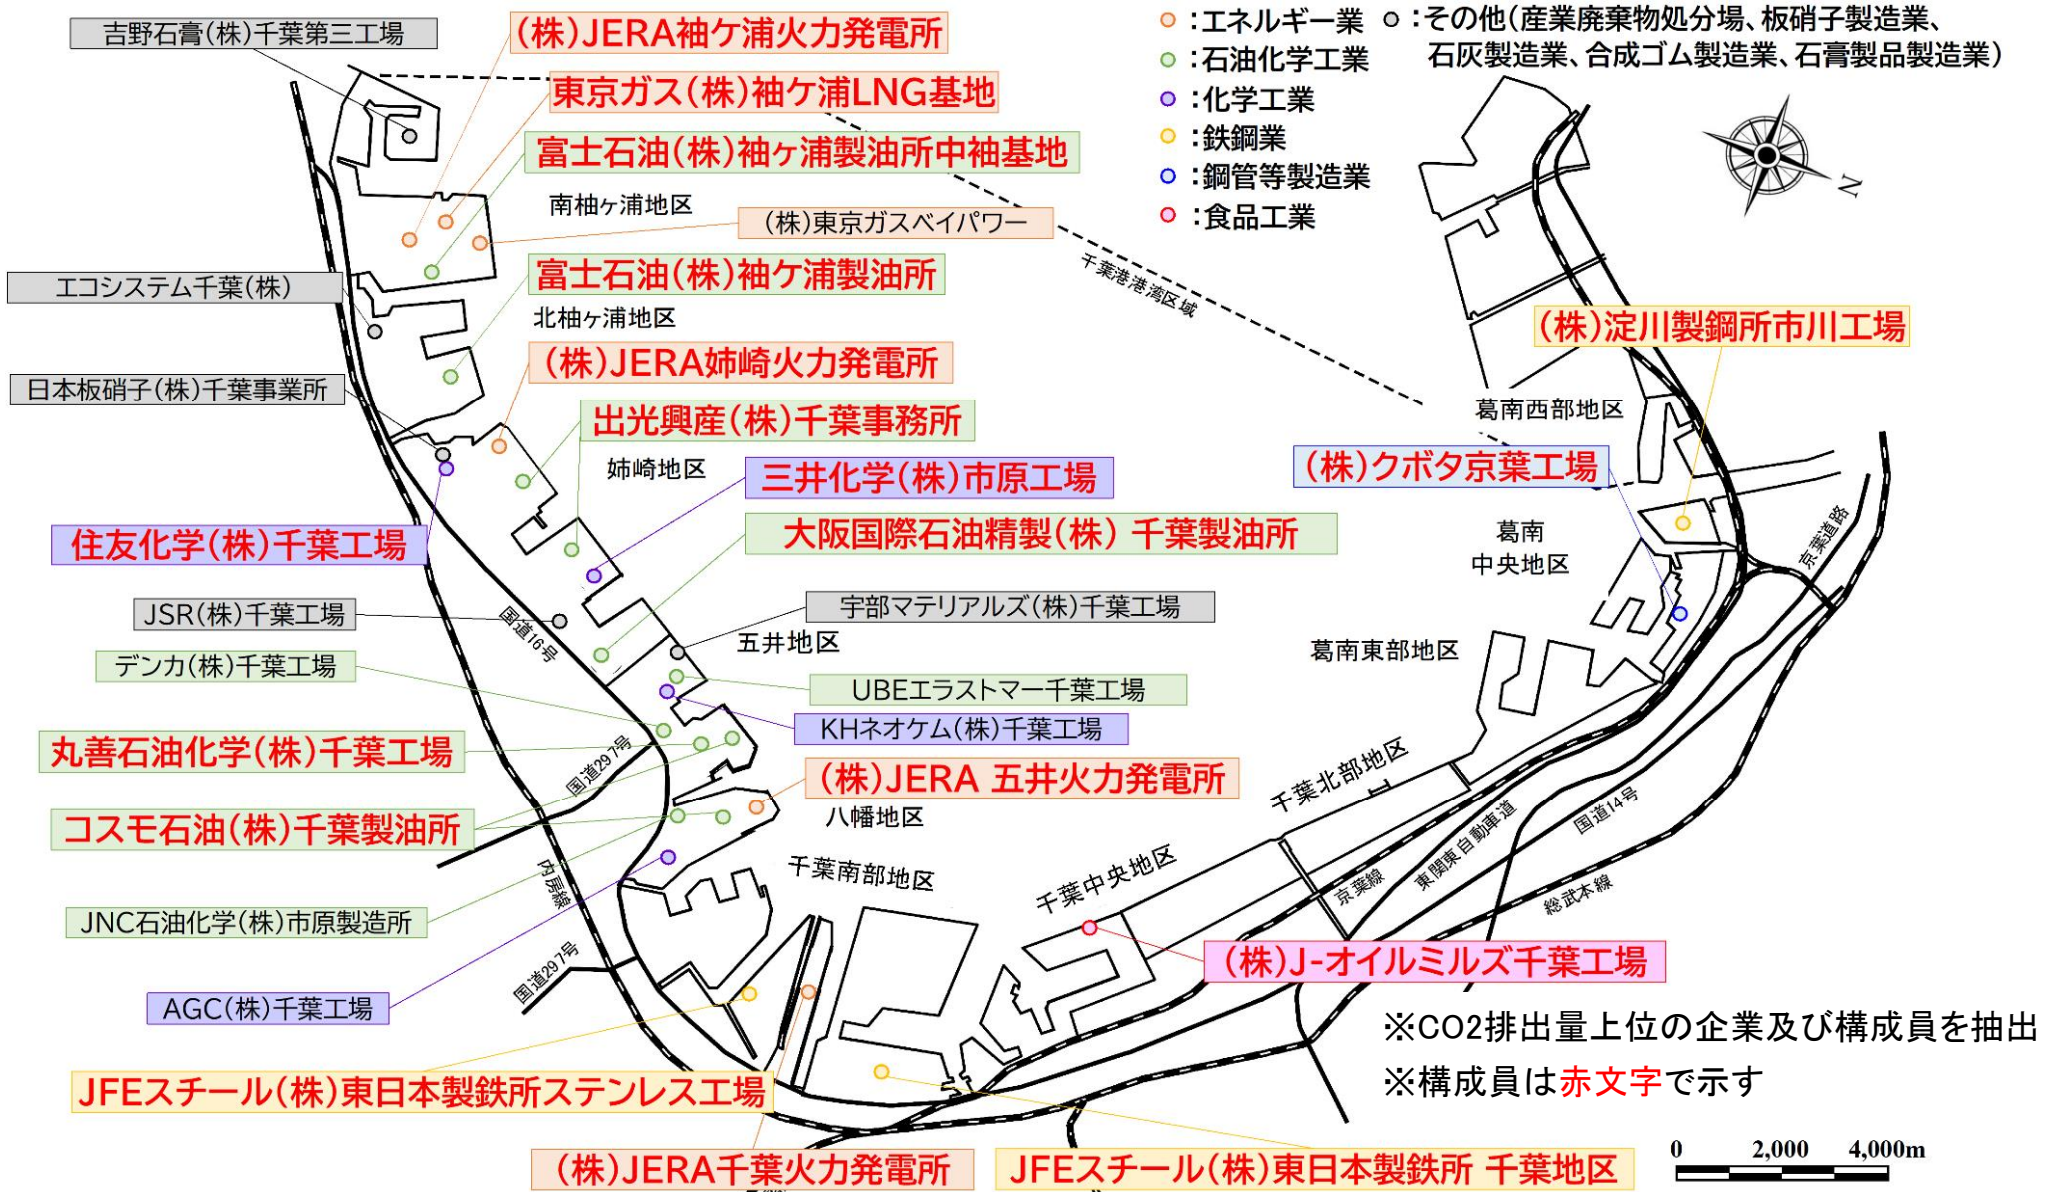 吉野石膏(株)千葉第三工場
(株)JERA袖ケ浦火力発電所
東京ガス(株)袖ケ浦LNG基地
富士石油(株)袖ヶ浦製油所中袖基地
南袖ヶ浦地区
(株)東京ガスベイパワー
エコシステム千葉(株)
富士石油(株)袖ケ浦製油所
北袖ヶ浦地区
日本板硝子(株)千葉事業所
(株)JERA姉崎火力発電所
出光興産(株)千葉事務所
姉崎地区
三井化学(株)市原工場
住友化学(株)千葉工場
大阪国際石油精製(株) 千葉製油所
JSR(株)千葉工場
国道16号
宇部マテリアルズ(株)千葉工場
五井地区
デンカ(株)千葉工場
UBEエラストマー千葉工場
KHネオケム(株)千葉工場
丸善石油化学(株)千葉工場
国道297号
(株)JERA 五井火力発電所
コスモ石油(株)千葉製油所
八幡地区
内房線
千葉南部地区
JNC石油化学(株)市原製造所
国道297号
AGC(株)千葉工場
JFEスチール(株)東日本製鉄所ステンレス工場
(株)JERA千葉火力発電所
JFEスチール(株)東日本製鉄所 千葉地区
:エネルギー業
:石油化学工業
:化学工業
:鉄鋼業
:鋼管等製造業
:食品工業
:その他(産業廃棄物処分場、板硝子製造業、
石灰製造業、合成ゴム製造業、石膏製品製造業)
N
千葉港港湾区域
(株)淀川製鋼所市川工場
葛南西部地区
(株)クボタ京葉工場
葛南
中央地区
京葉道路
葛南東部地区
千葉北部地区
東関東自動車道
国道14号
京葉線
総武本線
千葉中央地区
(株)J-オイルミルズ千葉工場
※CO2排出量上位の企業及び構成員を抽出
※構成員は赤文字で示す
0 2,000 4,000m